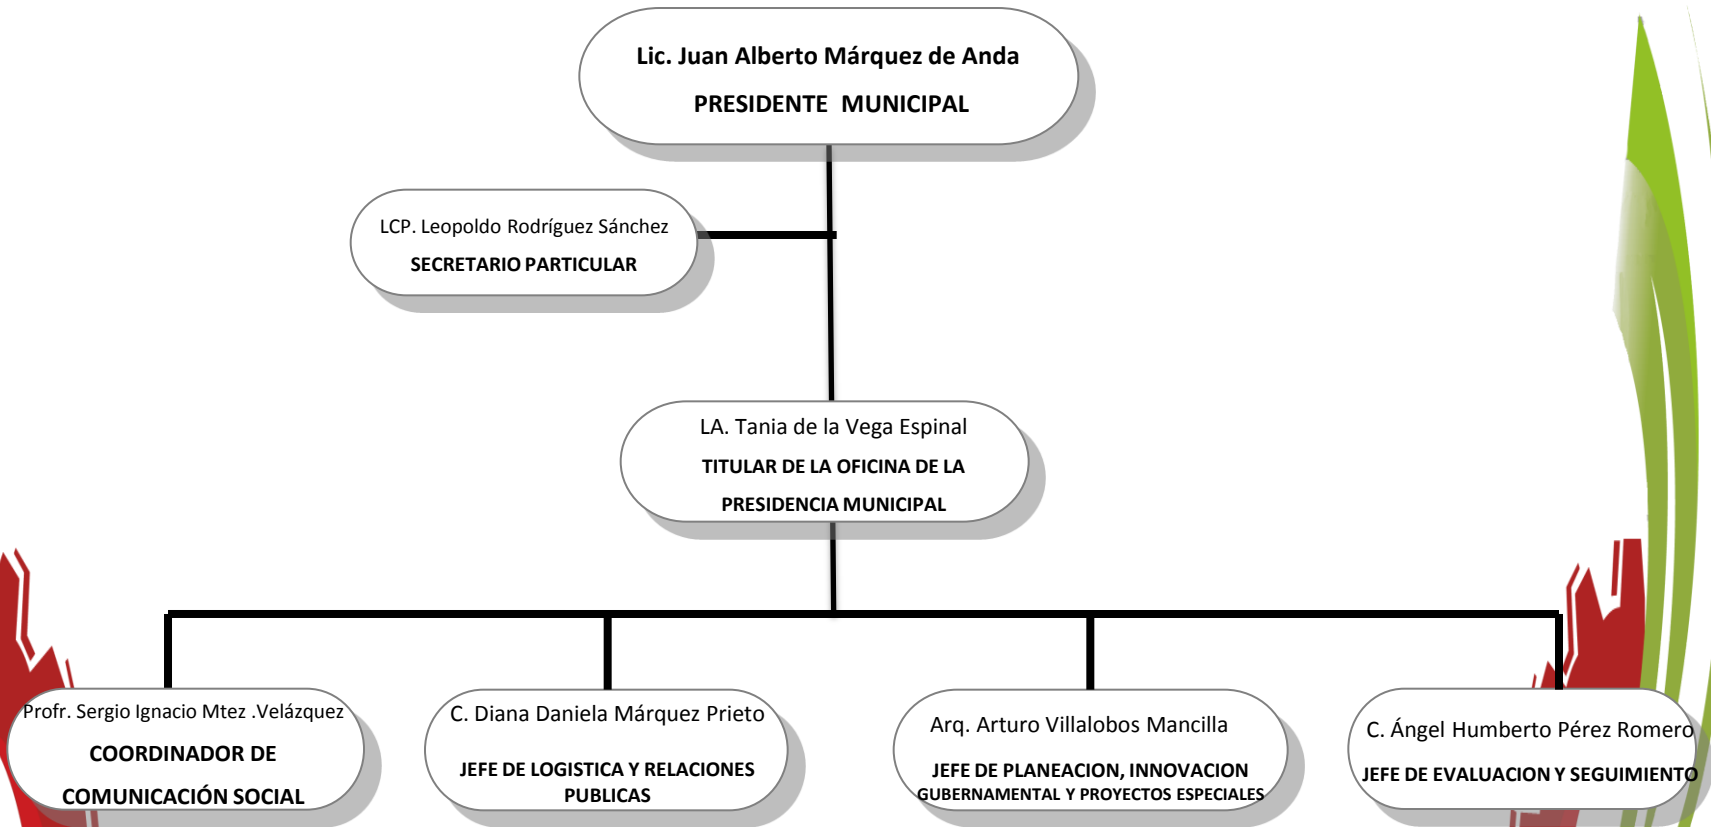 Lic. Juan Alberto Márquez de Anda
PRESIDENTE MUNICIPAL
LCP. Leopoldo Rodríguez Sánchez
SECRETARIO PARTICULAR
LA. Tania de la Vega Espinal
TITULAR DE LA OFICINA DE LA
PRESIDENCIA MUNICIPAL
Profr. Sergio Ignacio Mtez .Velázquez
COORDINADOR DE
COMUNICACIÓN SOCIAL
C. Diana Daniela Márquez Prieto
JEFE DE LOGISTICA Y RELACIONES
PUBLICAS
Arq. Arturo Villalobos Mancilla
JEFE DE PLANEACION, INNOVACION
GUBERNAMENTAL Y PROYECTOS ESPECIALES
C. Ángel Humberto Pérez Romero
JEFE DE EVALUACION Y SEGUIMIENTO